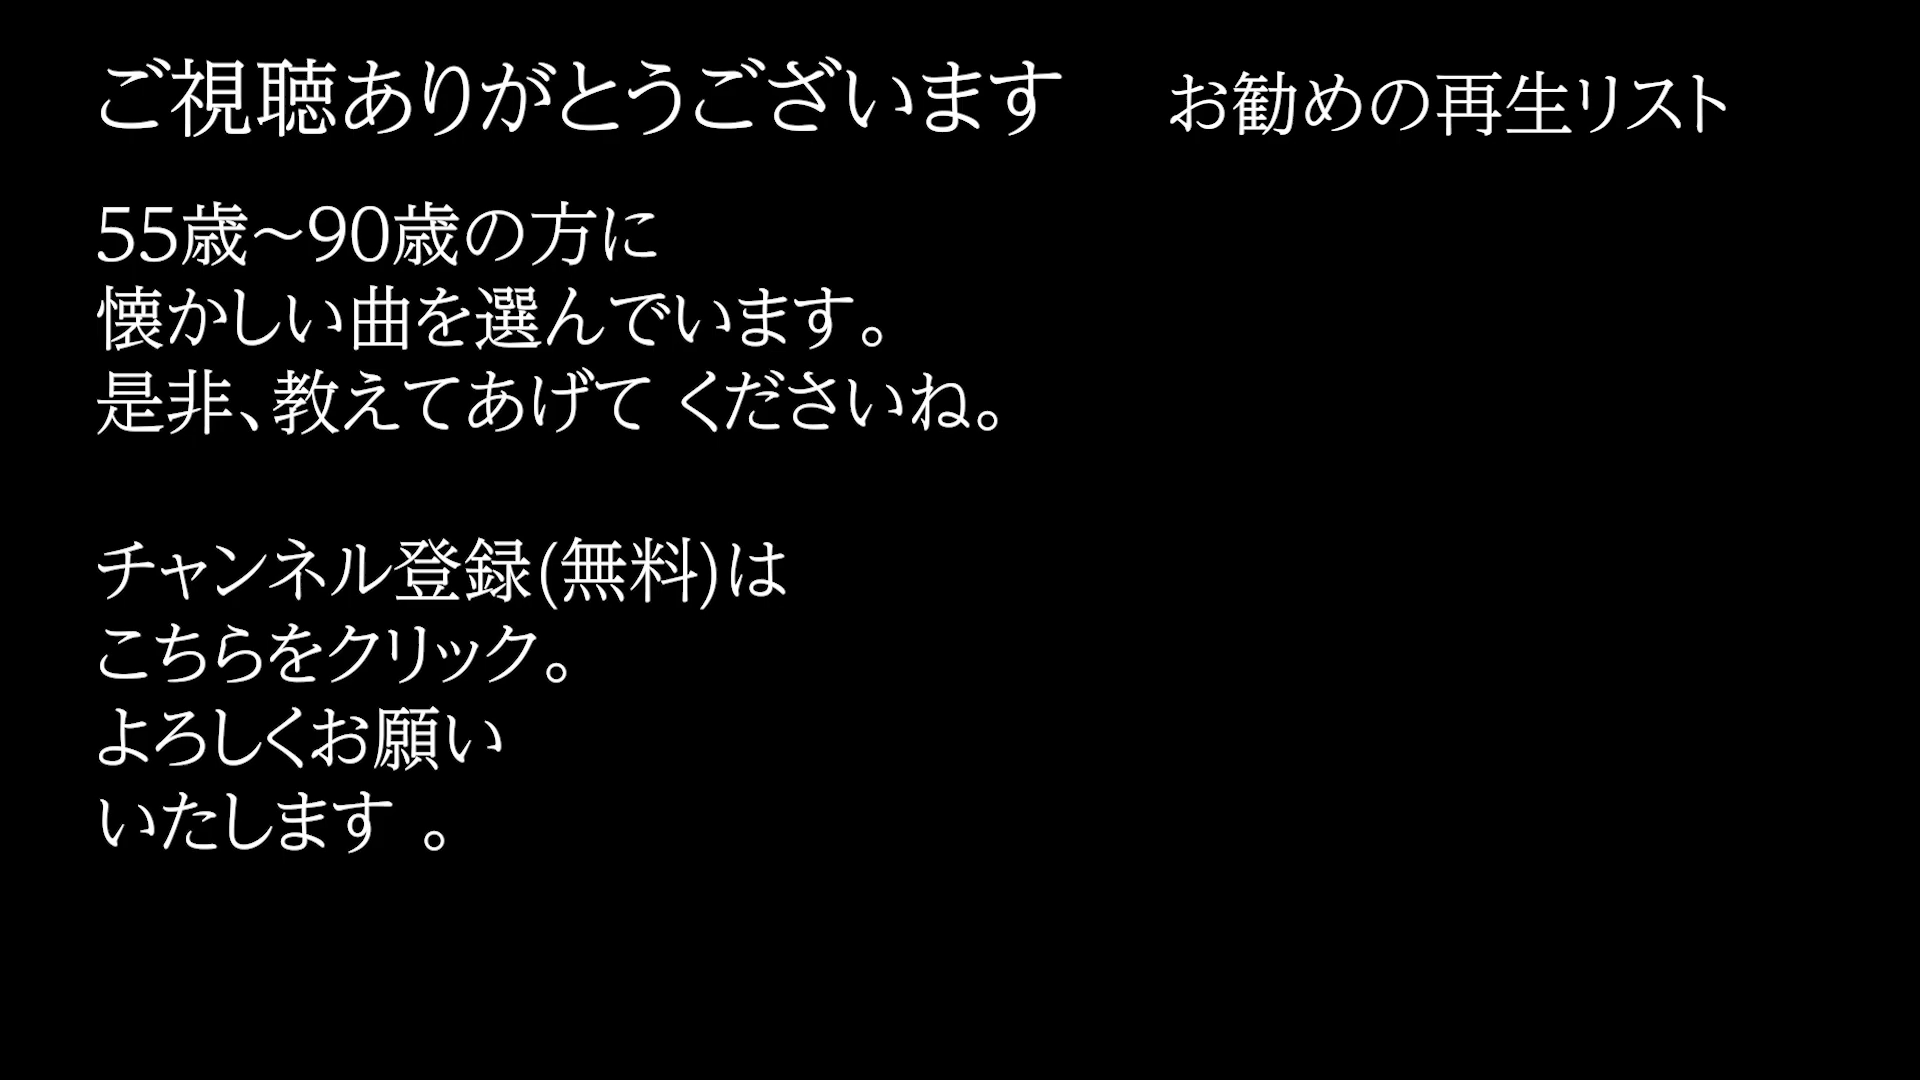 ご視聴ありがとうございます
お勧めの再生リスト
55歳~90歳の方に
懐かしい曲を選んでいます。
是非、教えてあげて くださいね。
チャンネル登録(無料)は
こちらをクリック。
よろしくお願い
いたします 。